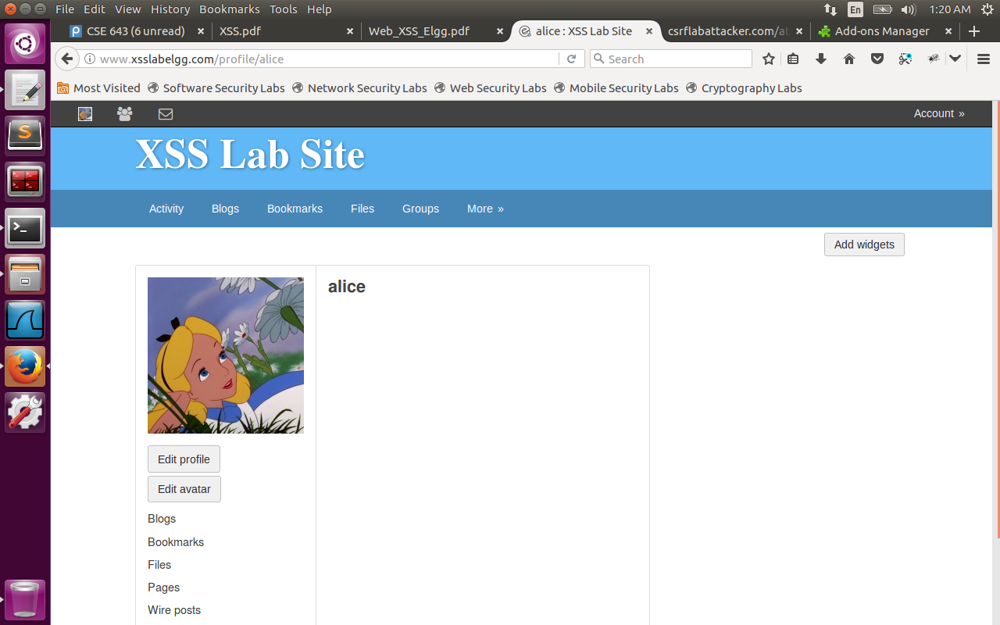 File Edit View History Bookmarks Tools Help En 1:20 AM
CSE 643 (6 unread) XSS.pdf Web_XSS_Elgg.pdf alice : XSS Lab Site csrflabattacker.com/at Add-ons Manager
www.xsslabelgg.com/profile/alice Search
Most Visited Software Security Labs Network Security Labs Web Security Labs Mobile Security Labs Cryptography Labs
Account »
XSS Lab Site
Activity Blogs Bookmarks Files Groups More »
Add widgets
alice
Edit profile
Edit avatar
Blogs
Bookmarks
Files
Pages
Wire posts